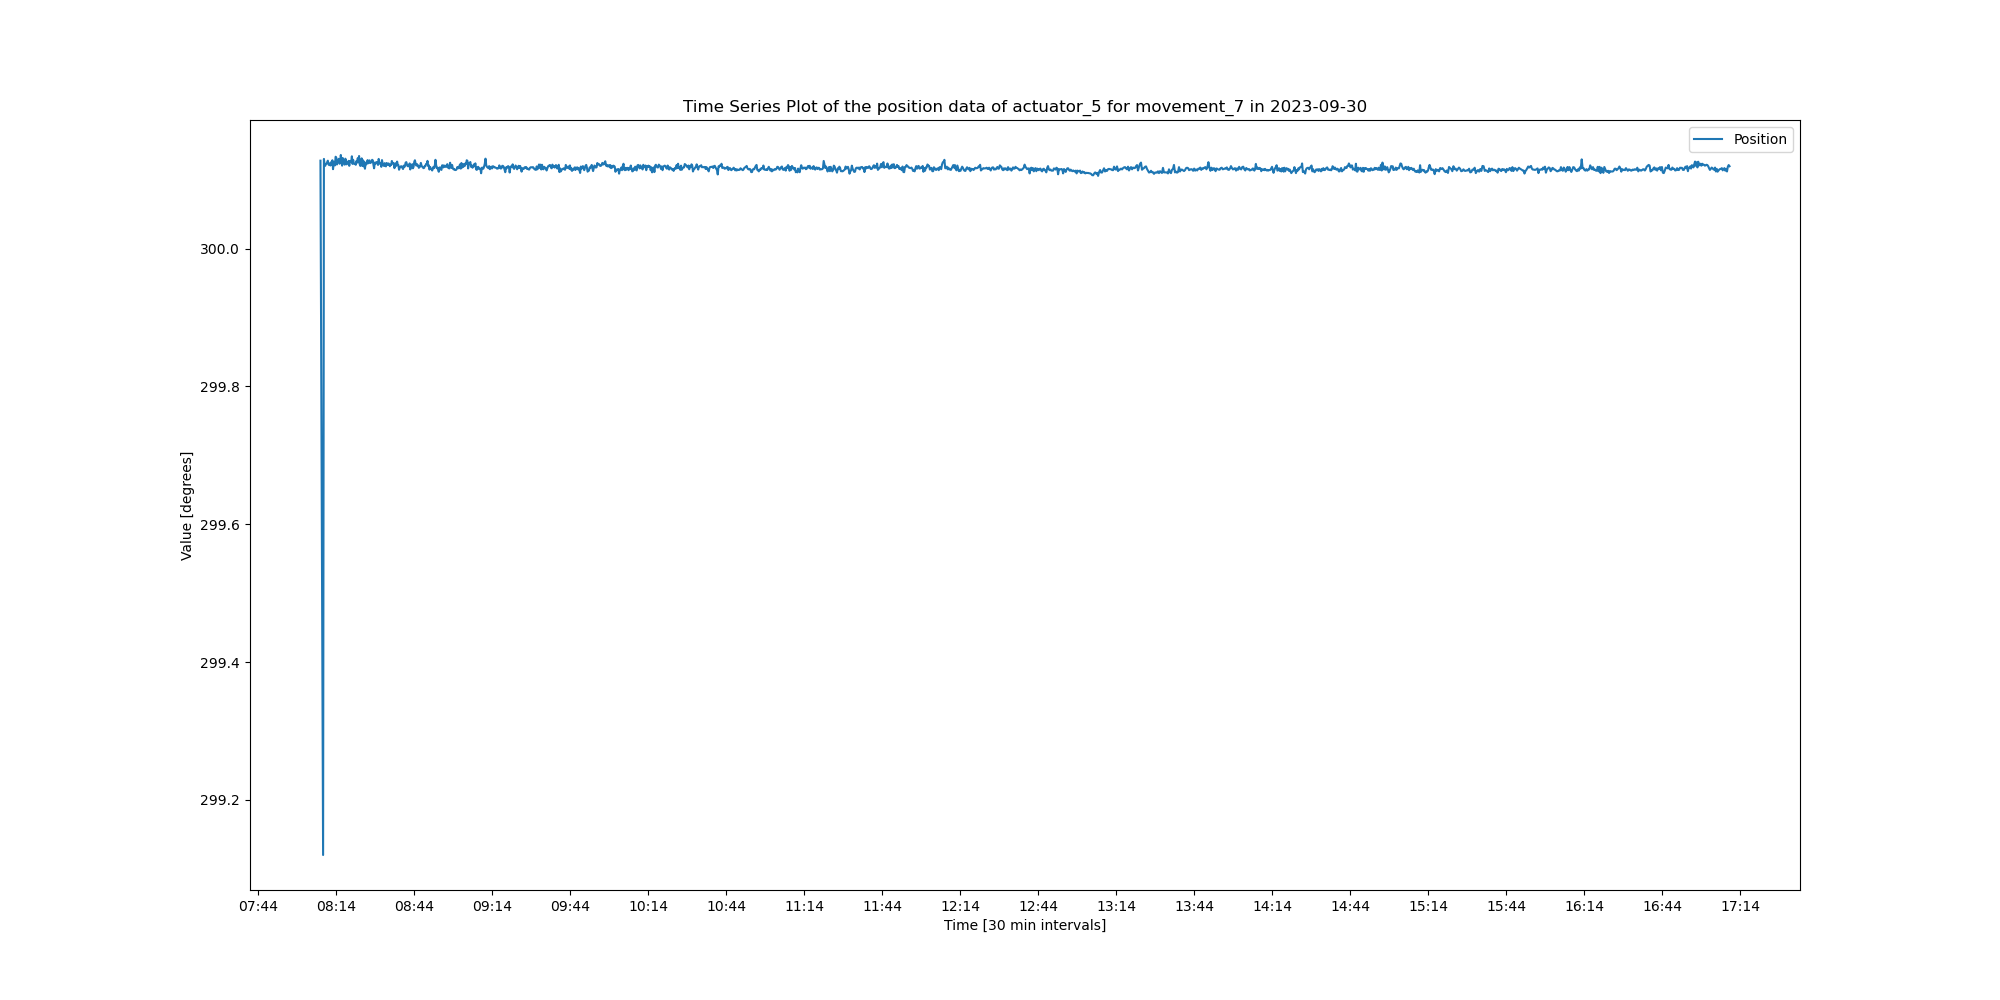 Time Series Plot of the position data of actuator_5 for movement_7 in 2023-09-30
Position
300.0
299.8
299.6
299.4
299.2
Value [degrees]
07:44 08:14 08:44 09:14 09:44 10:14 10:44 11:14 11:44 12:14 12:44 13:14 13:44 14:14 14:44 15:14 15:44 16:14 16:44 17:14
Time [30 min intervals]